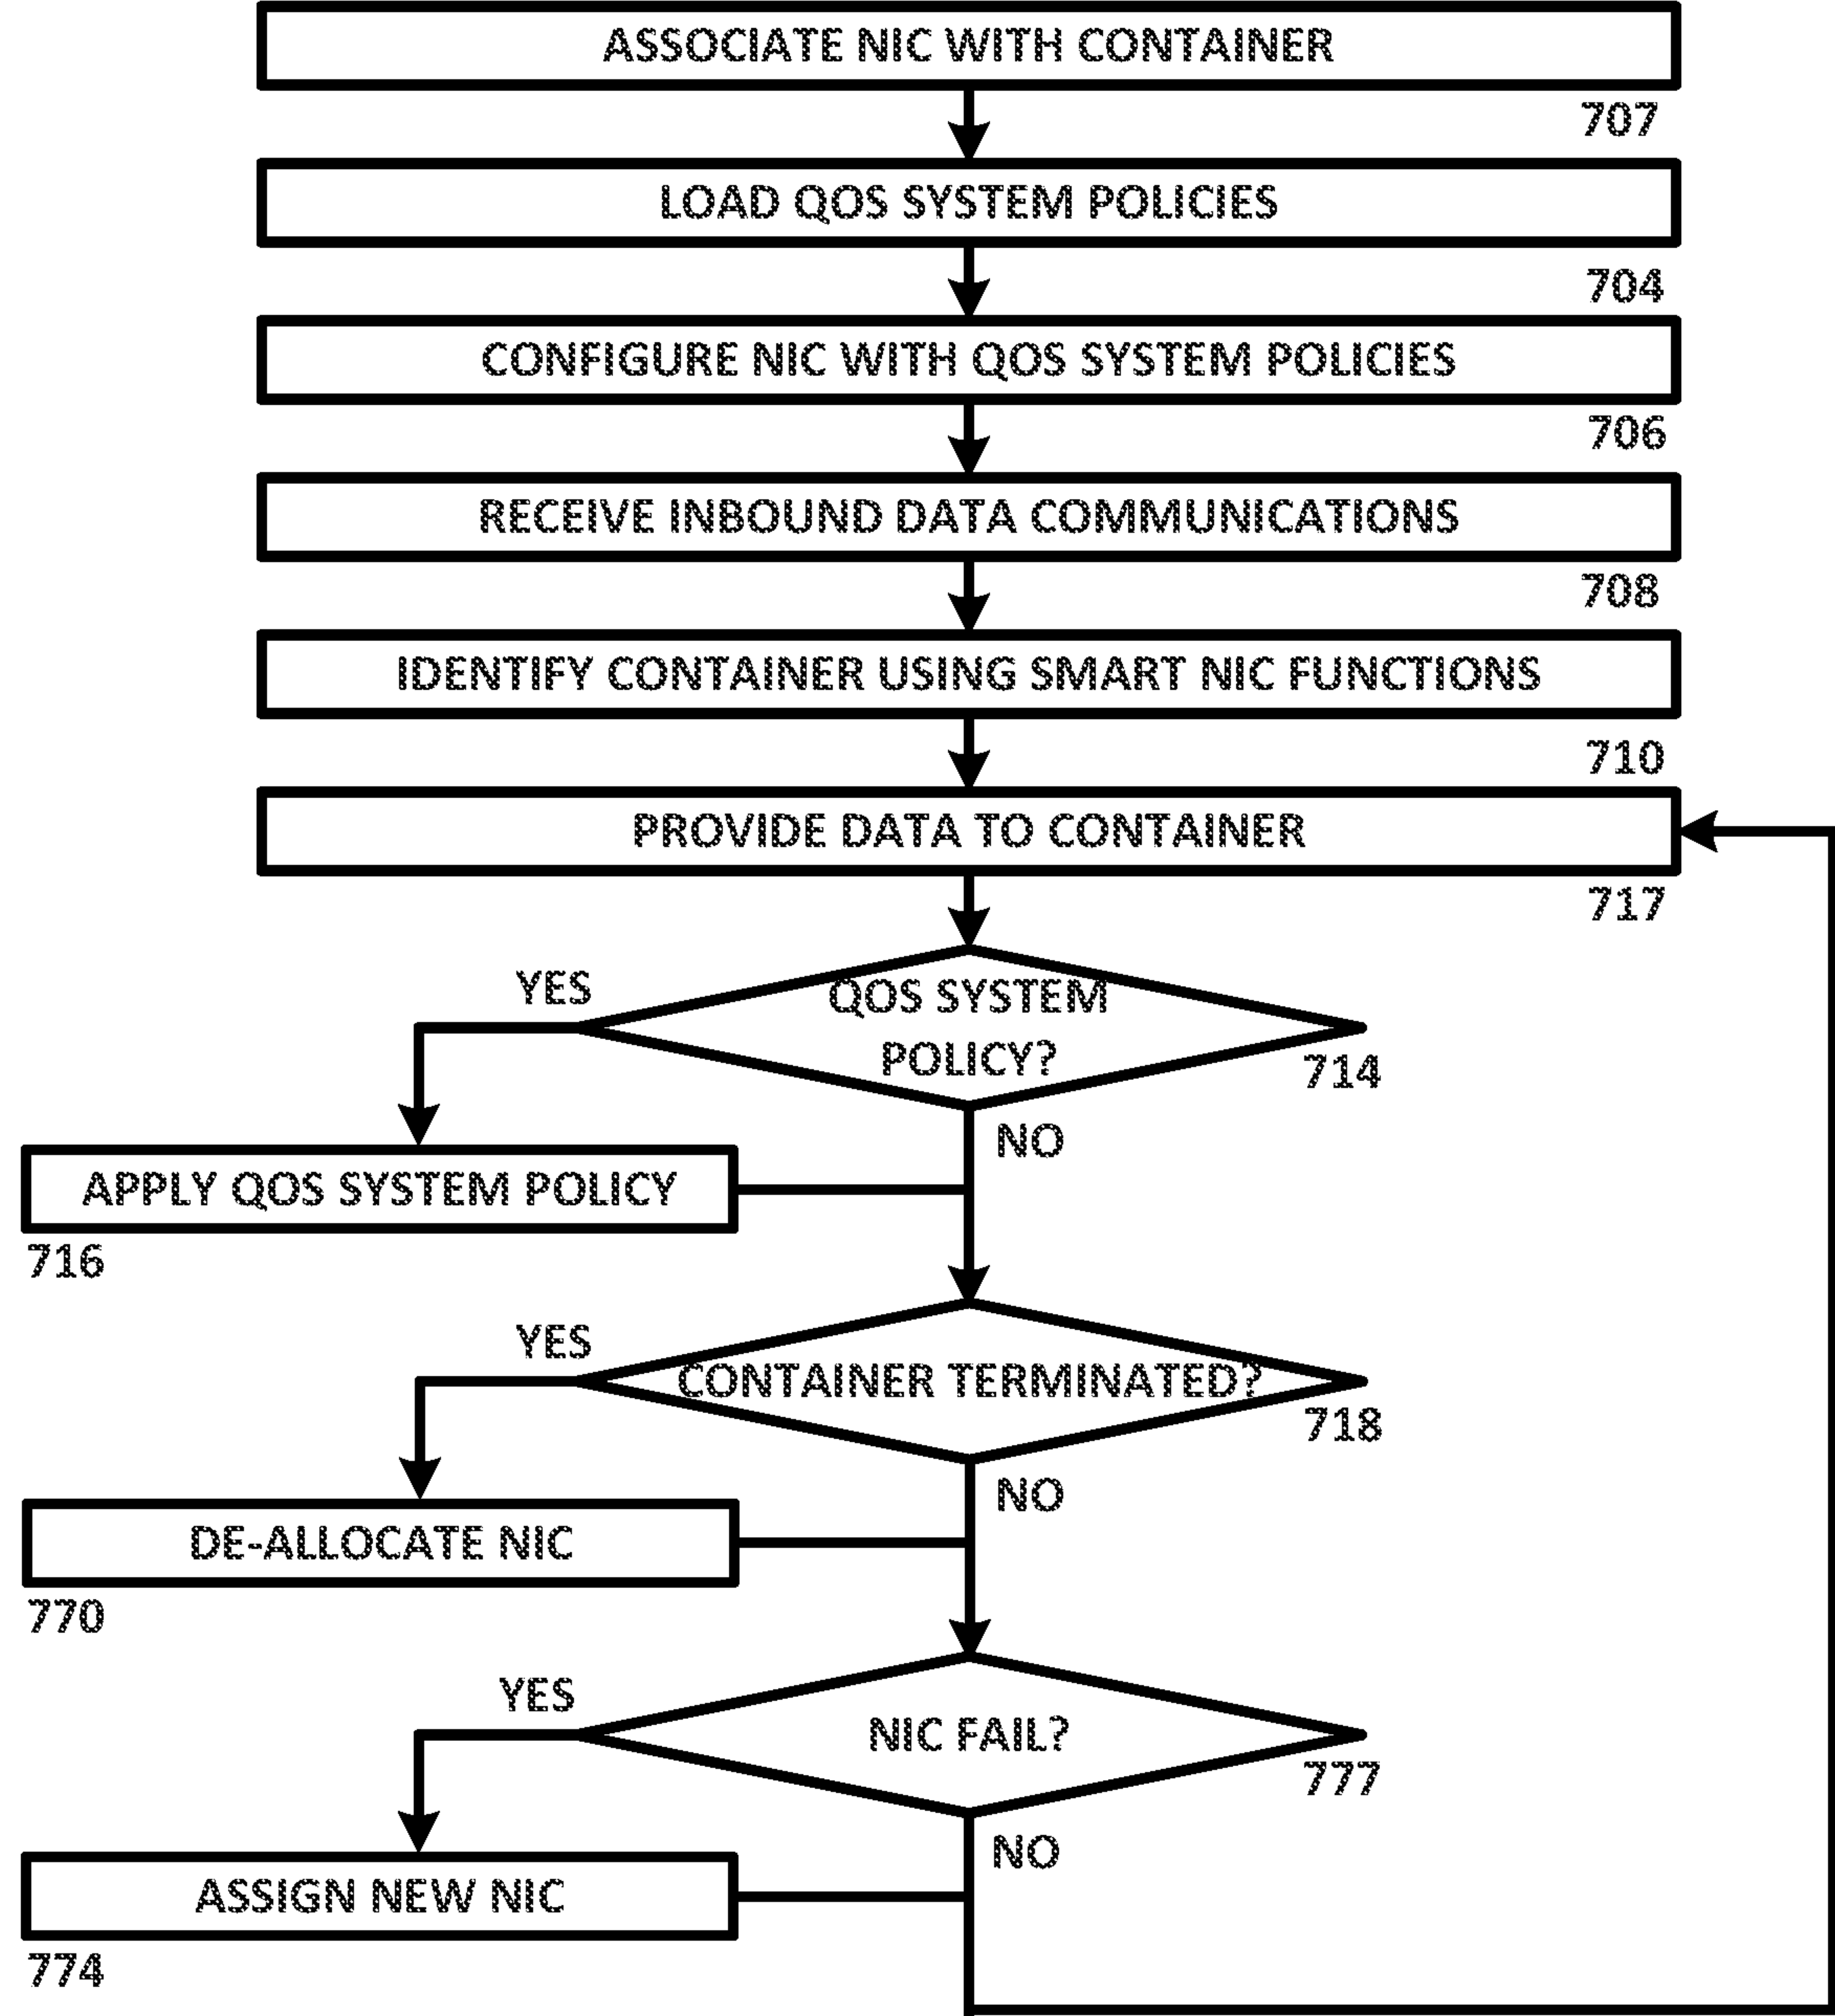 ASSOCIATE NIC WITH CONTAINER
707
LOAD QOS SYSTEM POLICIES
704
CONFIGURE NIC WITH QOS SYSTEM POLICIES
706
RECEIVE INBOUND DATA COMMUNICATIONS
708
IDENTIFY CONTAINER USING SMART NIC FUNCTIONS
710
PROVIDE DATA TO CONTAINER
717
YES
QOS SYSTEM
POLICY?
714
NO
APPLY QOS SYSTEM POLICY
716
YES
CONTAINER TERMINATED?
718
NO
DE-ALLOCATE NIC
770
YES
NIC FAIL?
777
NO
ASSIGN NEW NIC
774